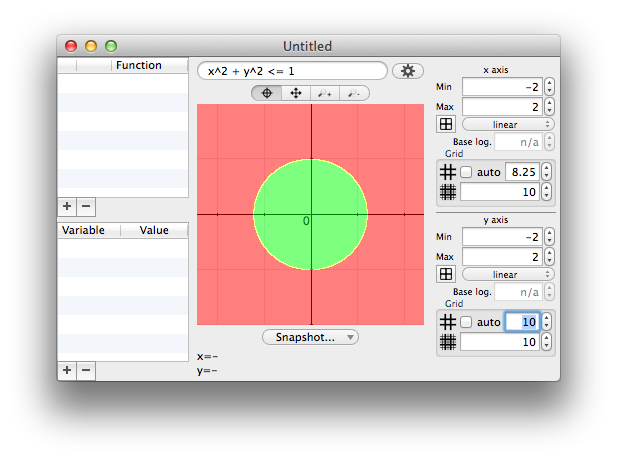 Untitled
Function
x^2 + y^2 <= 1
0
Variable Value
Snapshot...
x=-
y=-
x axis
Min -2
Max 2
linear
Base log. n/a
Grid
auto 8.25
10
y axis
Min -2
Max 2
linear
Base log. n/a
Grid
auto 10
10